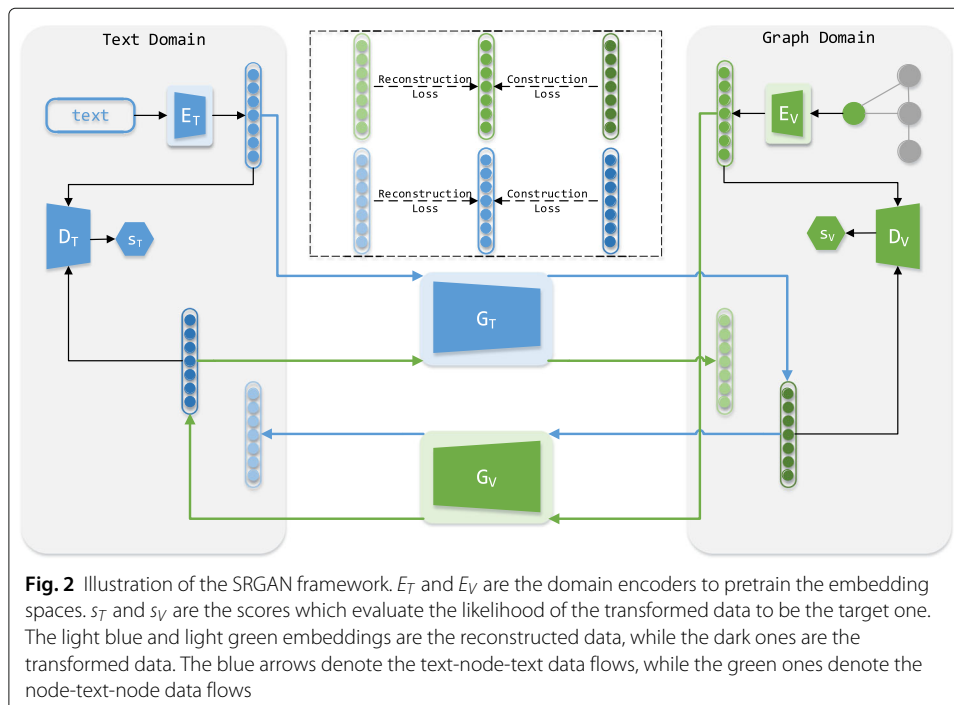 Text Domain
Graph Domain
text
E_T
Reconstruction Loss
Construction Loss
E_V
Reconstruction Loss
Construction Loss
D_T
s_T
s_V
D_V
G_T
G_V
Fig. 2 Illustration of the SRGAN framework. E_T and E_V are the domain encoders to pretrain the embedding
spaces. s_T and s_V are the scores which evaluate the likelihood of the transformed data to be the target one.
The light blue and light green embeddings are the reconstructed data, while the dark ones are the
transformed data. The blue arrows denote the text-node-text data flows, while the green ones denote the
node-text-node data flows